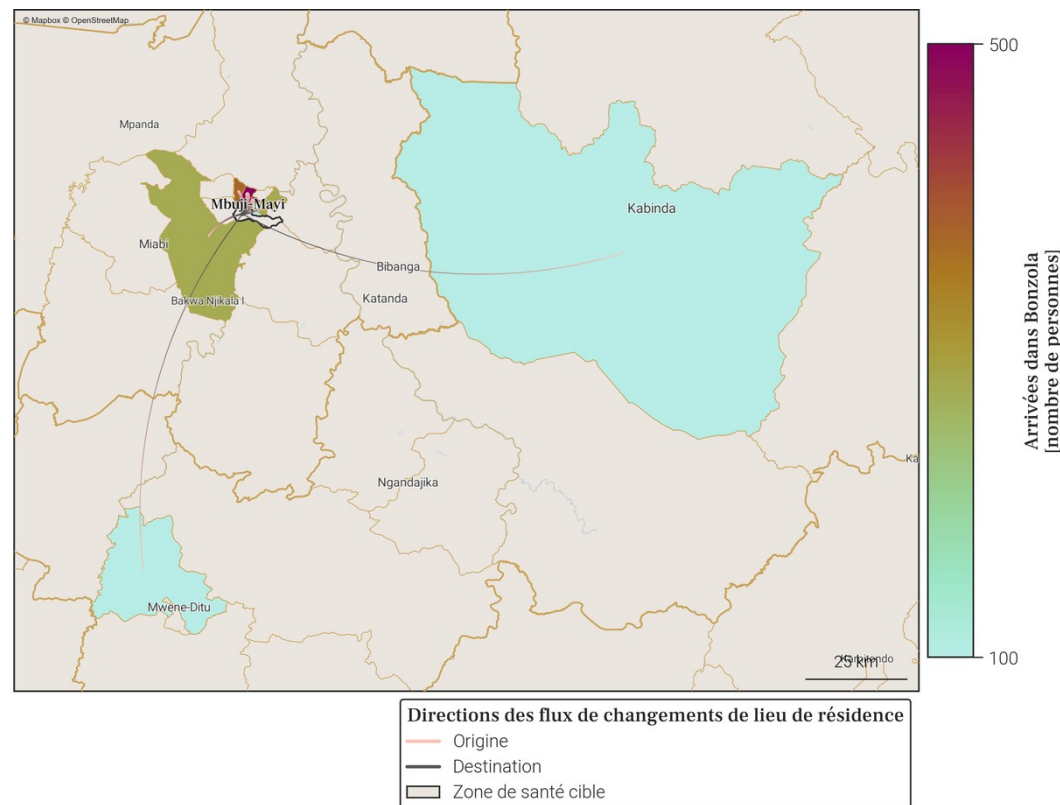 © Mapbox © OpenStreetMap
Mpanda
Mbuji-Mayi
Miabi
Bakwa Njikala I
Bibanga
Katanda
Kabinda
Ngandajika
Ka
Mwene-Ditu
25 km
500
100
Arrivées dans Bonzola
[nombre de personnes]
Directions des flux de changements de lieu de résidence
Origine
Destination
Zone de santé cible